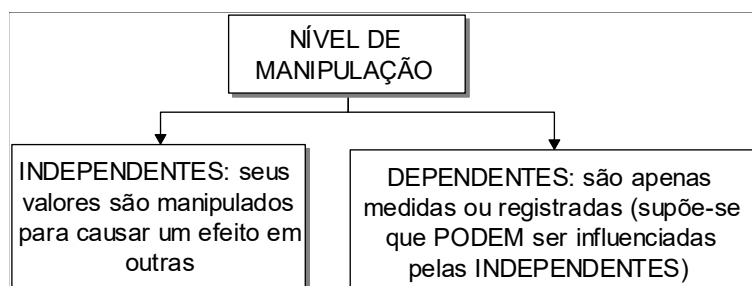 NÍVEL DE
MANIPULAÇÃO
INDEPENDENTES: seus
valores são manipulados
para causar um efeito em
outras
DEPENDENTES: são apenas
medidas ou registradas (supõe-se
que PODEM ser influenciadas
pelas INDEPENDENTES)